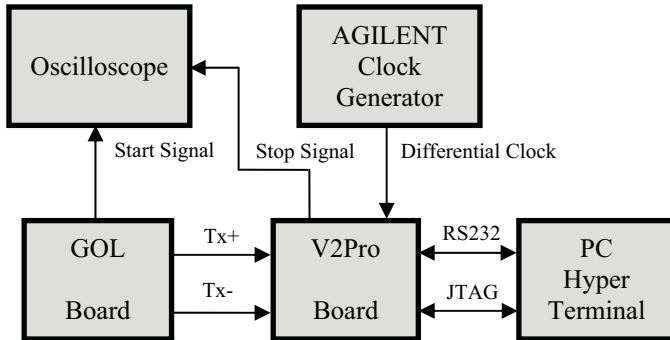 Oscilloscope
AGILENT
Clock
Generator
Start Signal
Stop Signal
Differential Clock
GOL
Board
Tx+
Tx-
V2Pro
Board
RS232
JTAG
PC
Hyper
Terminal